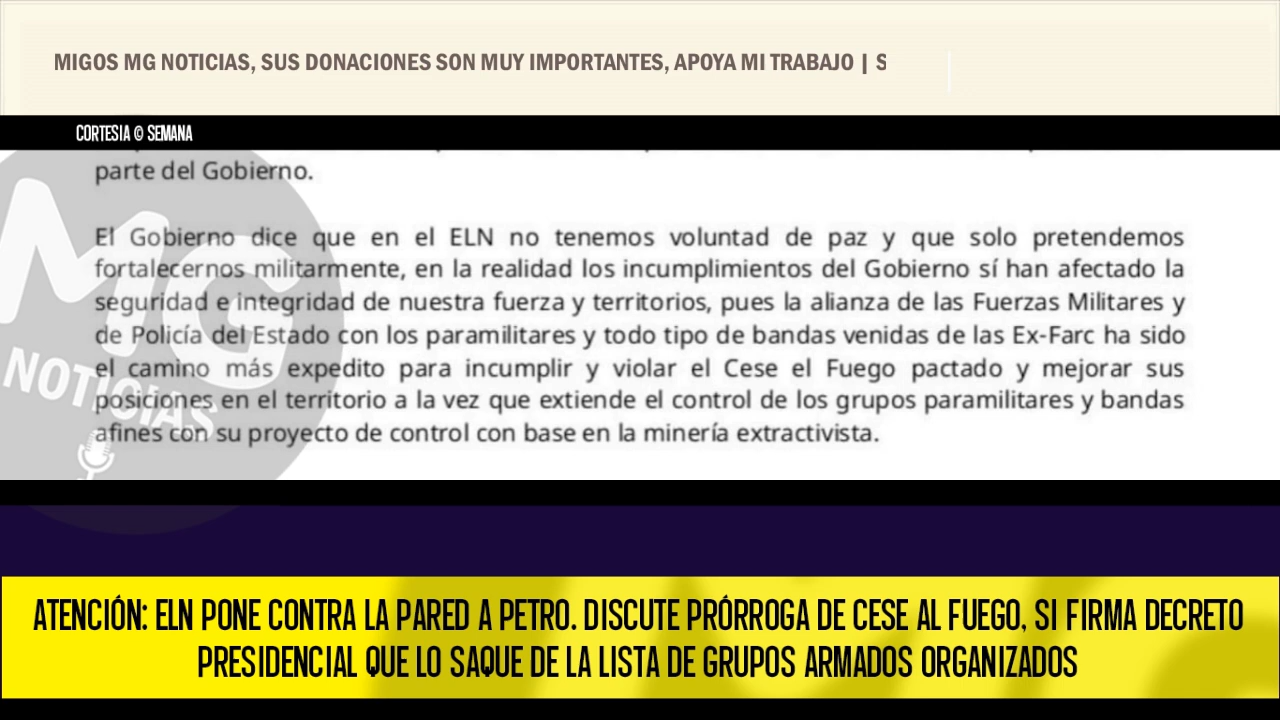 MIGOS MG NOTICIAS, SUS DONACIONES SON MUY IMPORTANTES, APOYA MI TRABAJO | S
CORTESIA © SEMANA
parte del Gobierno.
El Gobierno dice que en el ELN no tenemos voluntad de paz y que solo pretendemos
fortalecernos militarmente, en la realidad los incumplimientos del Gobierno sí han afectado la
seguridad e integridad de nuestra fuerza y territorios, pues la alianza de las Fuerzas Militares y
de Policía del Estado con los paramilitares y todo tipo de bandas venidas de las Ex-Farc ha sido
el camino más expedito para incumplir y violar el Cese el Fuego pactado y mejorar sus
posiciones en el territorio a la vez que extiende el control de los grupos paramilitares y bandas
afines con su proyecto de control con base en la minería extractivista.
MG
NOTICIAS
ATENCIÓN: ELN PONE CONTRA LA PARED A PETRO. DISCUTE PRÓRROGA DE CESE AL FUEGO, SI FIRMA DECRETO
PRESIDENCIAL QUE LO SAQUE DE LA LISTA DE GRUPOS ARMADOS ORGANIZADOS